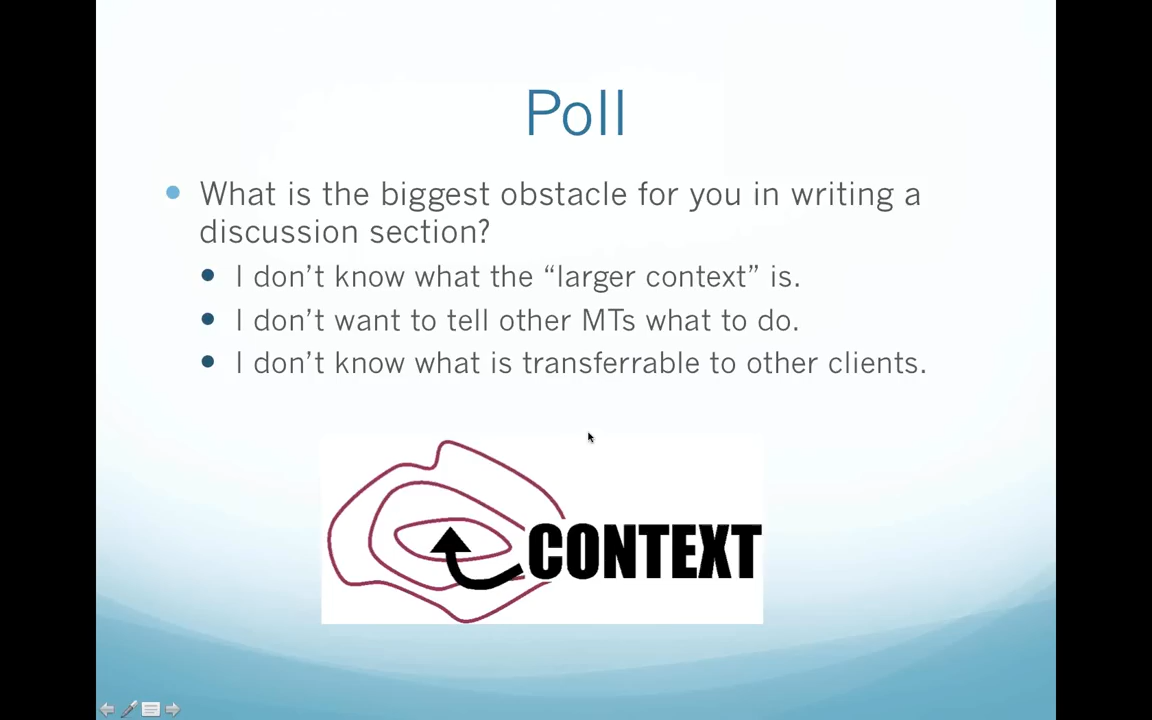 Poll
What is the biggest obstacle for you in writing a
discussion section?
I don’t know what the “larger context” is.
I don’t want to tell other MTs what to do.
I don’t know what is transferrable to other clients.
CONTEXT